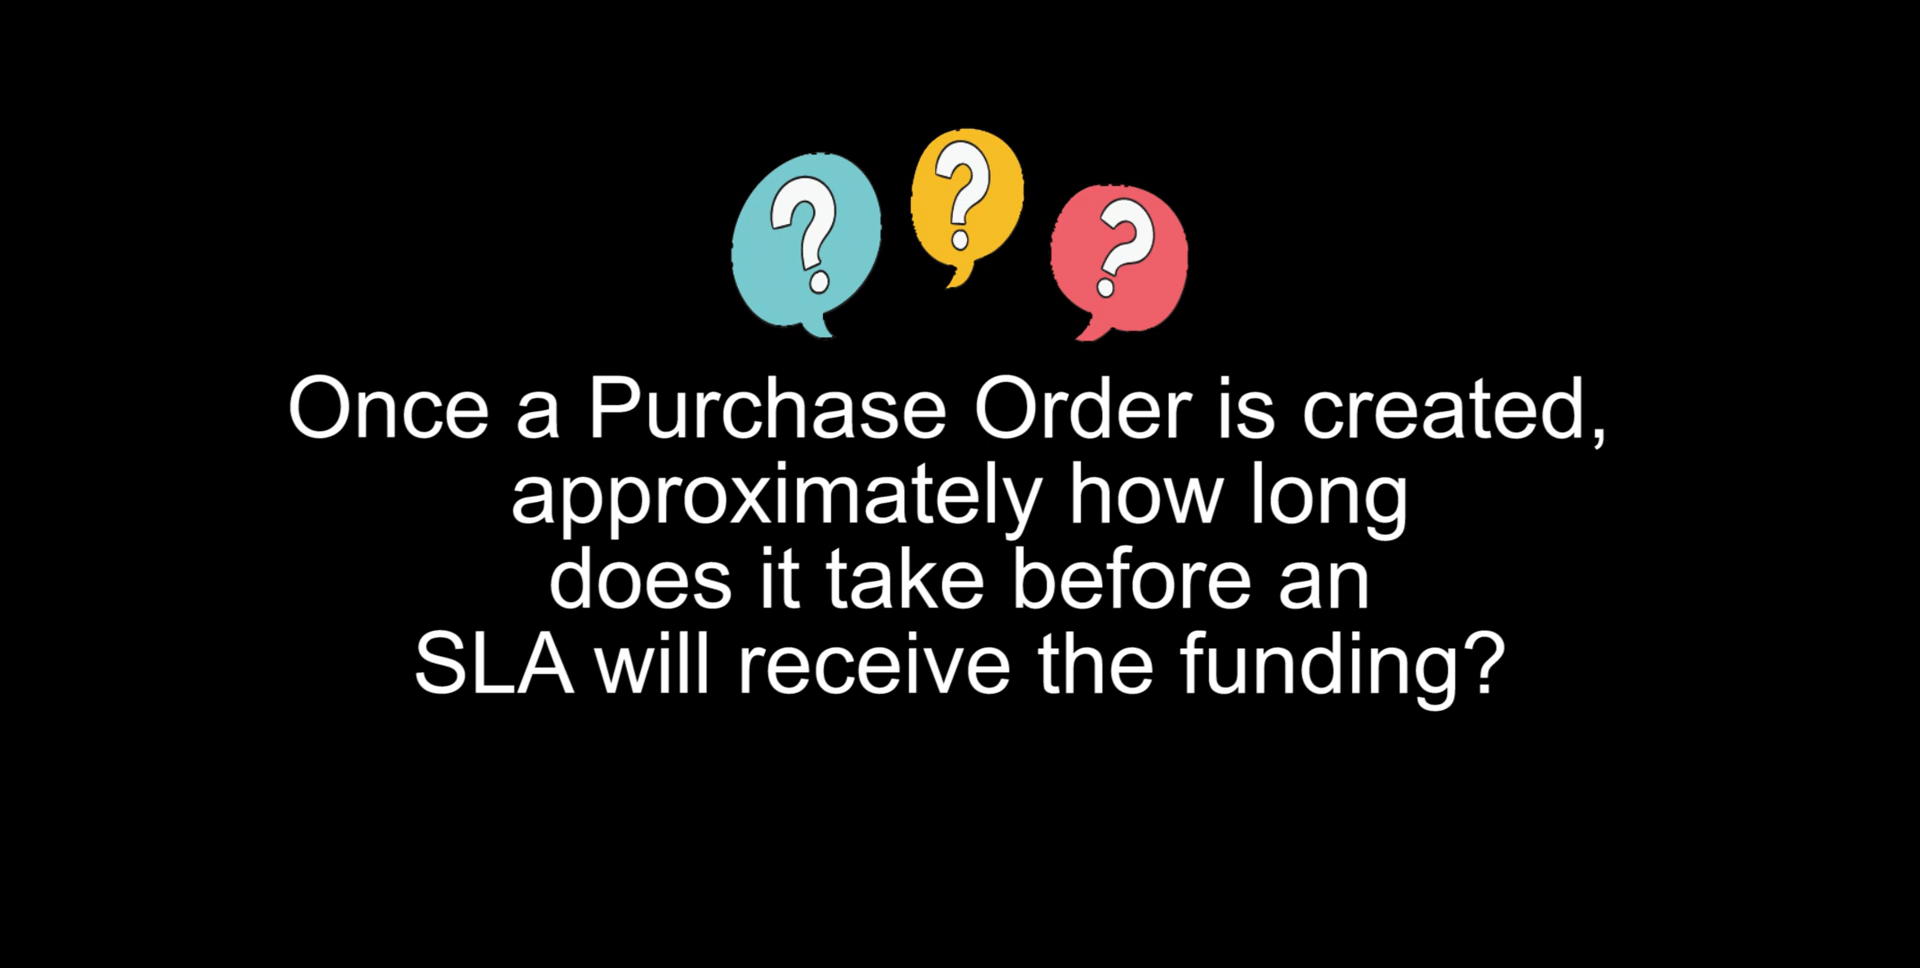 ? ? ?
Once a Purchase Order is created,
approximately how long
does it take before an
SLA will receive the funding?